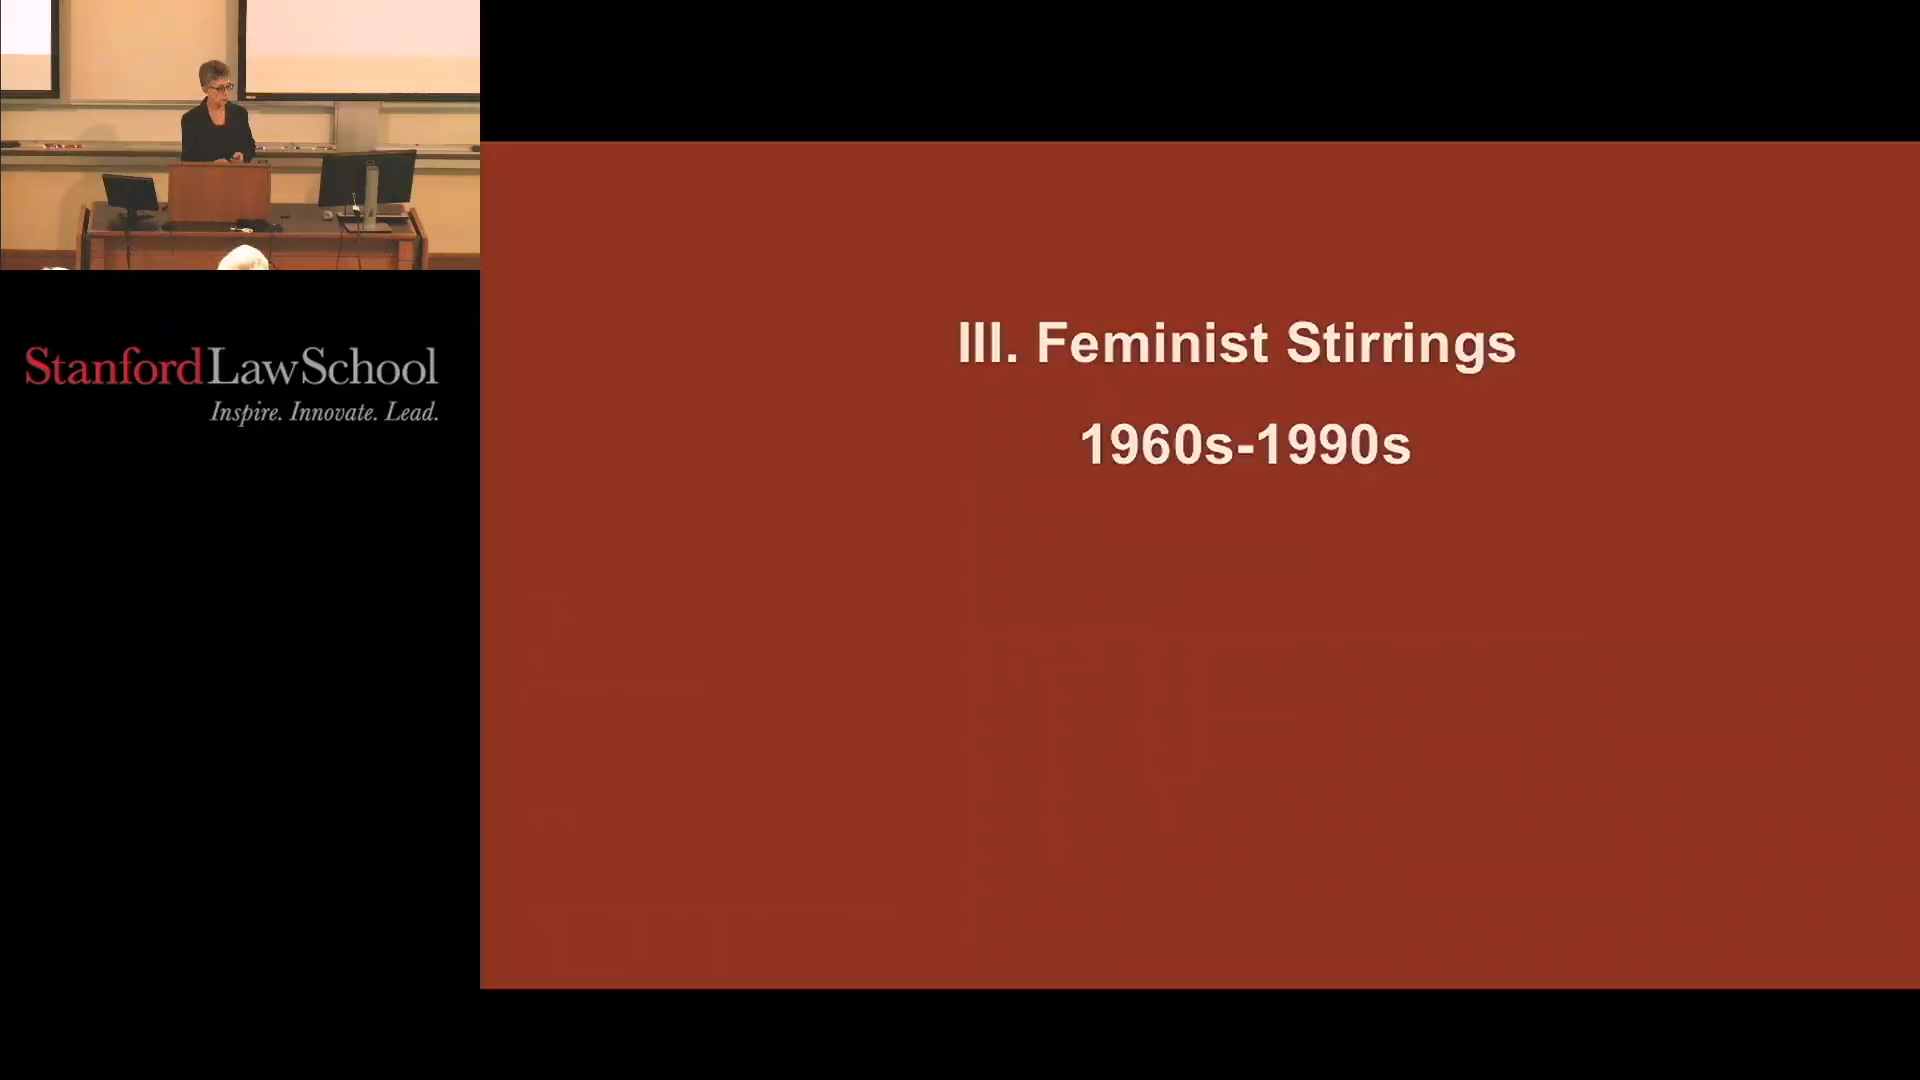 StanfordLawSchool
Inspire. Innovate. Lead.
III. Feminist Stirrings
1960s-1990s